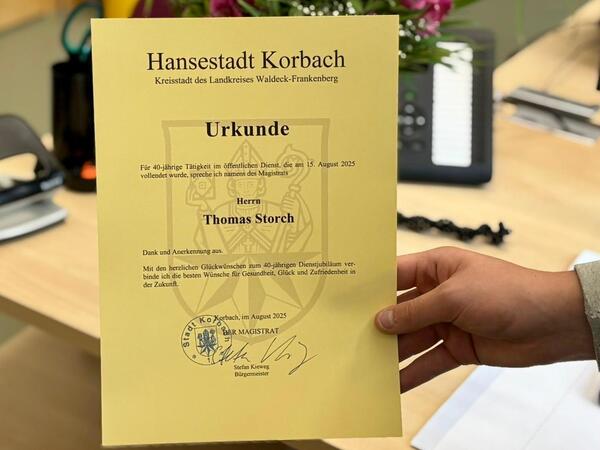 Hansestadt Korbach
Kreisstadt des Landkreises Waldeck-Frankenberg
Urkunde
Für 40-jährige Tätigkeit im öffentlichen Dienst, die am 15. August 2025
vollendet wurde, spreche ich namens des Magistrats
Herrn
Thomas Storch
Dank und Anerkennung aus.
Mit den herzlichen Glückwünschen zum 40-jährigen Dienstjubiläum ver-
binde ich die besten Wünsche für Gesundheit, Glück und Zufriedenheit in
der Zukunft.
Korbach, im August 2025
DER MAGISTRAT
Stadt Korbach
Stefan Kieweg
Bürgermeister